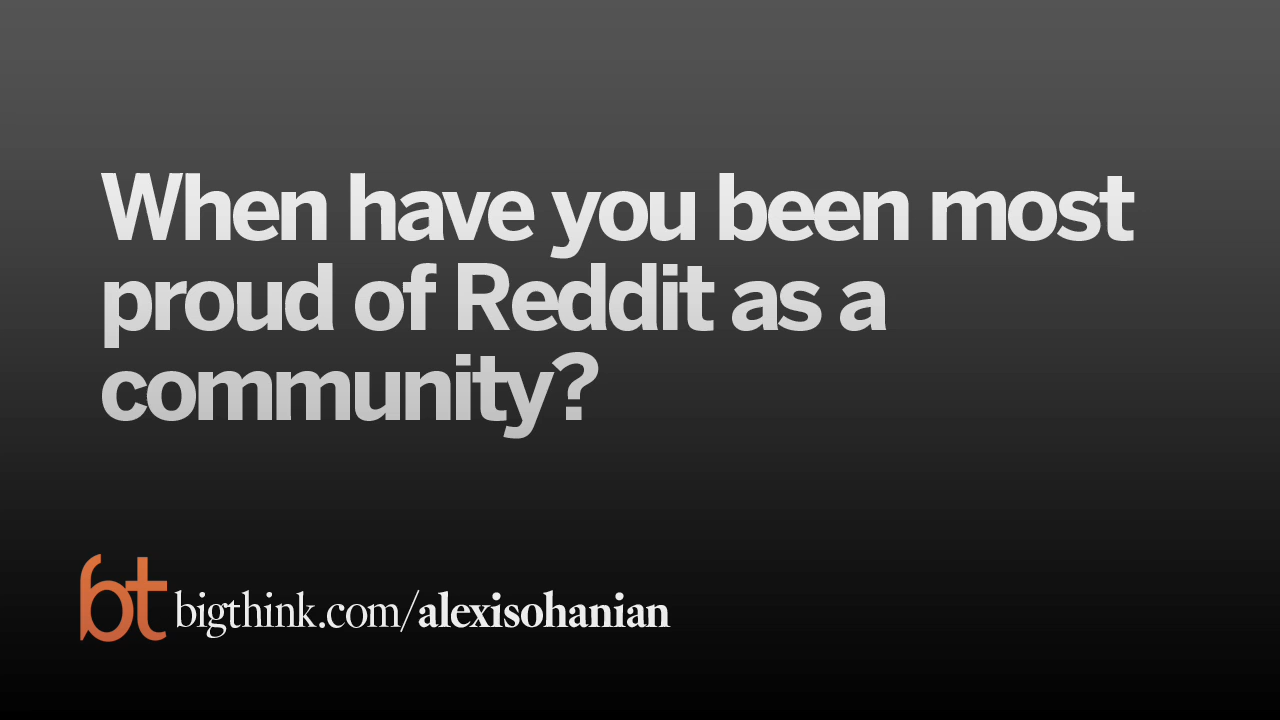 When have you been most
proud of Reddit as a
community?
bt bigthink.com/alexisohanian